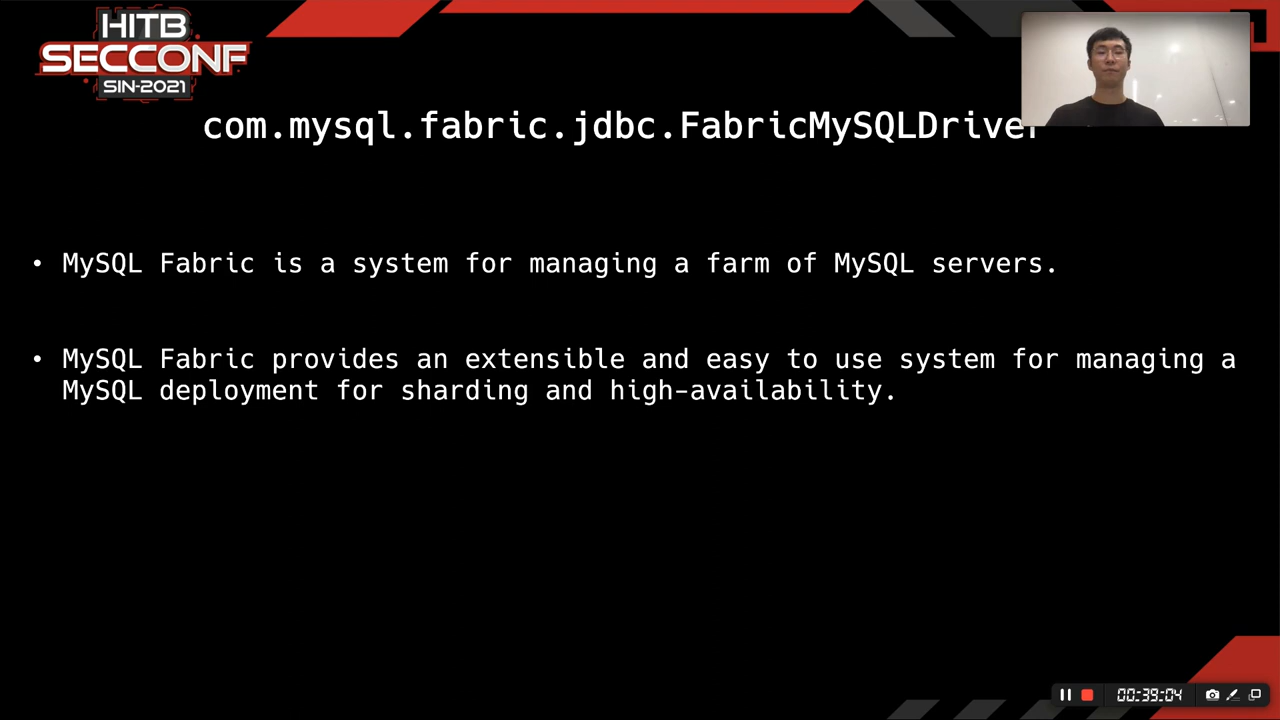 HITB
SECCONF
SIN-2021
com.mysql.fabric.jdbc.FabricMySQLDriver
• MySQL Fabric is a system for managing a farm of MySQL servers.
• MySQL Fabric provides an extensible and easy to use system for managing a
MySQL deployment for sharding and high-availability.
00:39:04